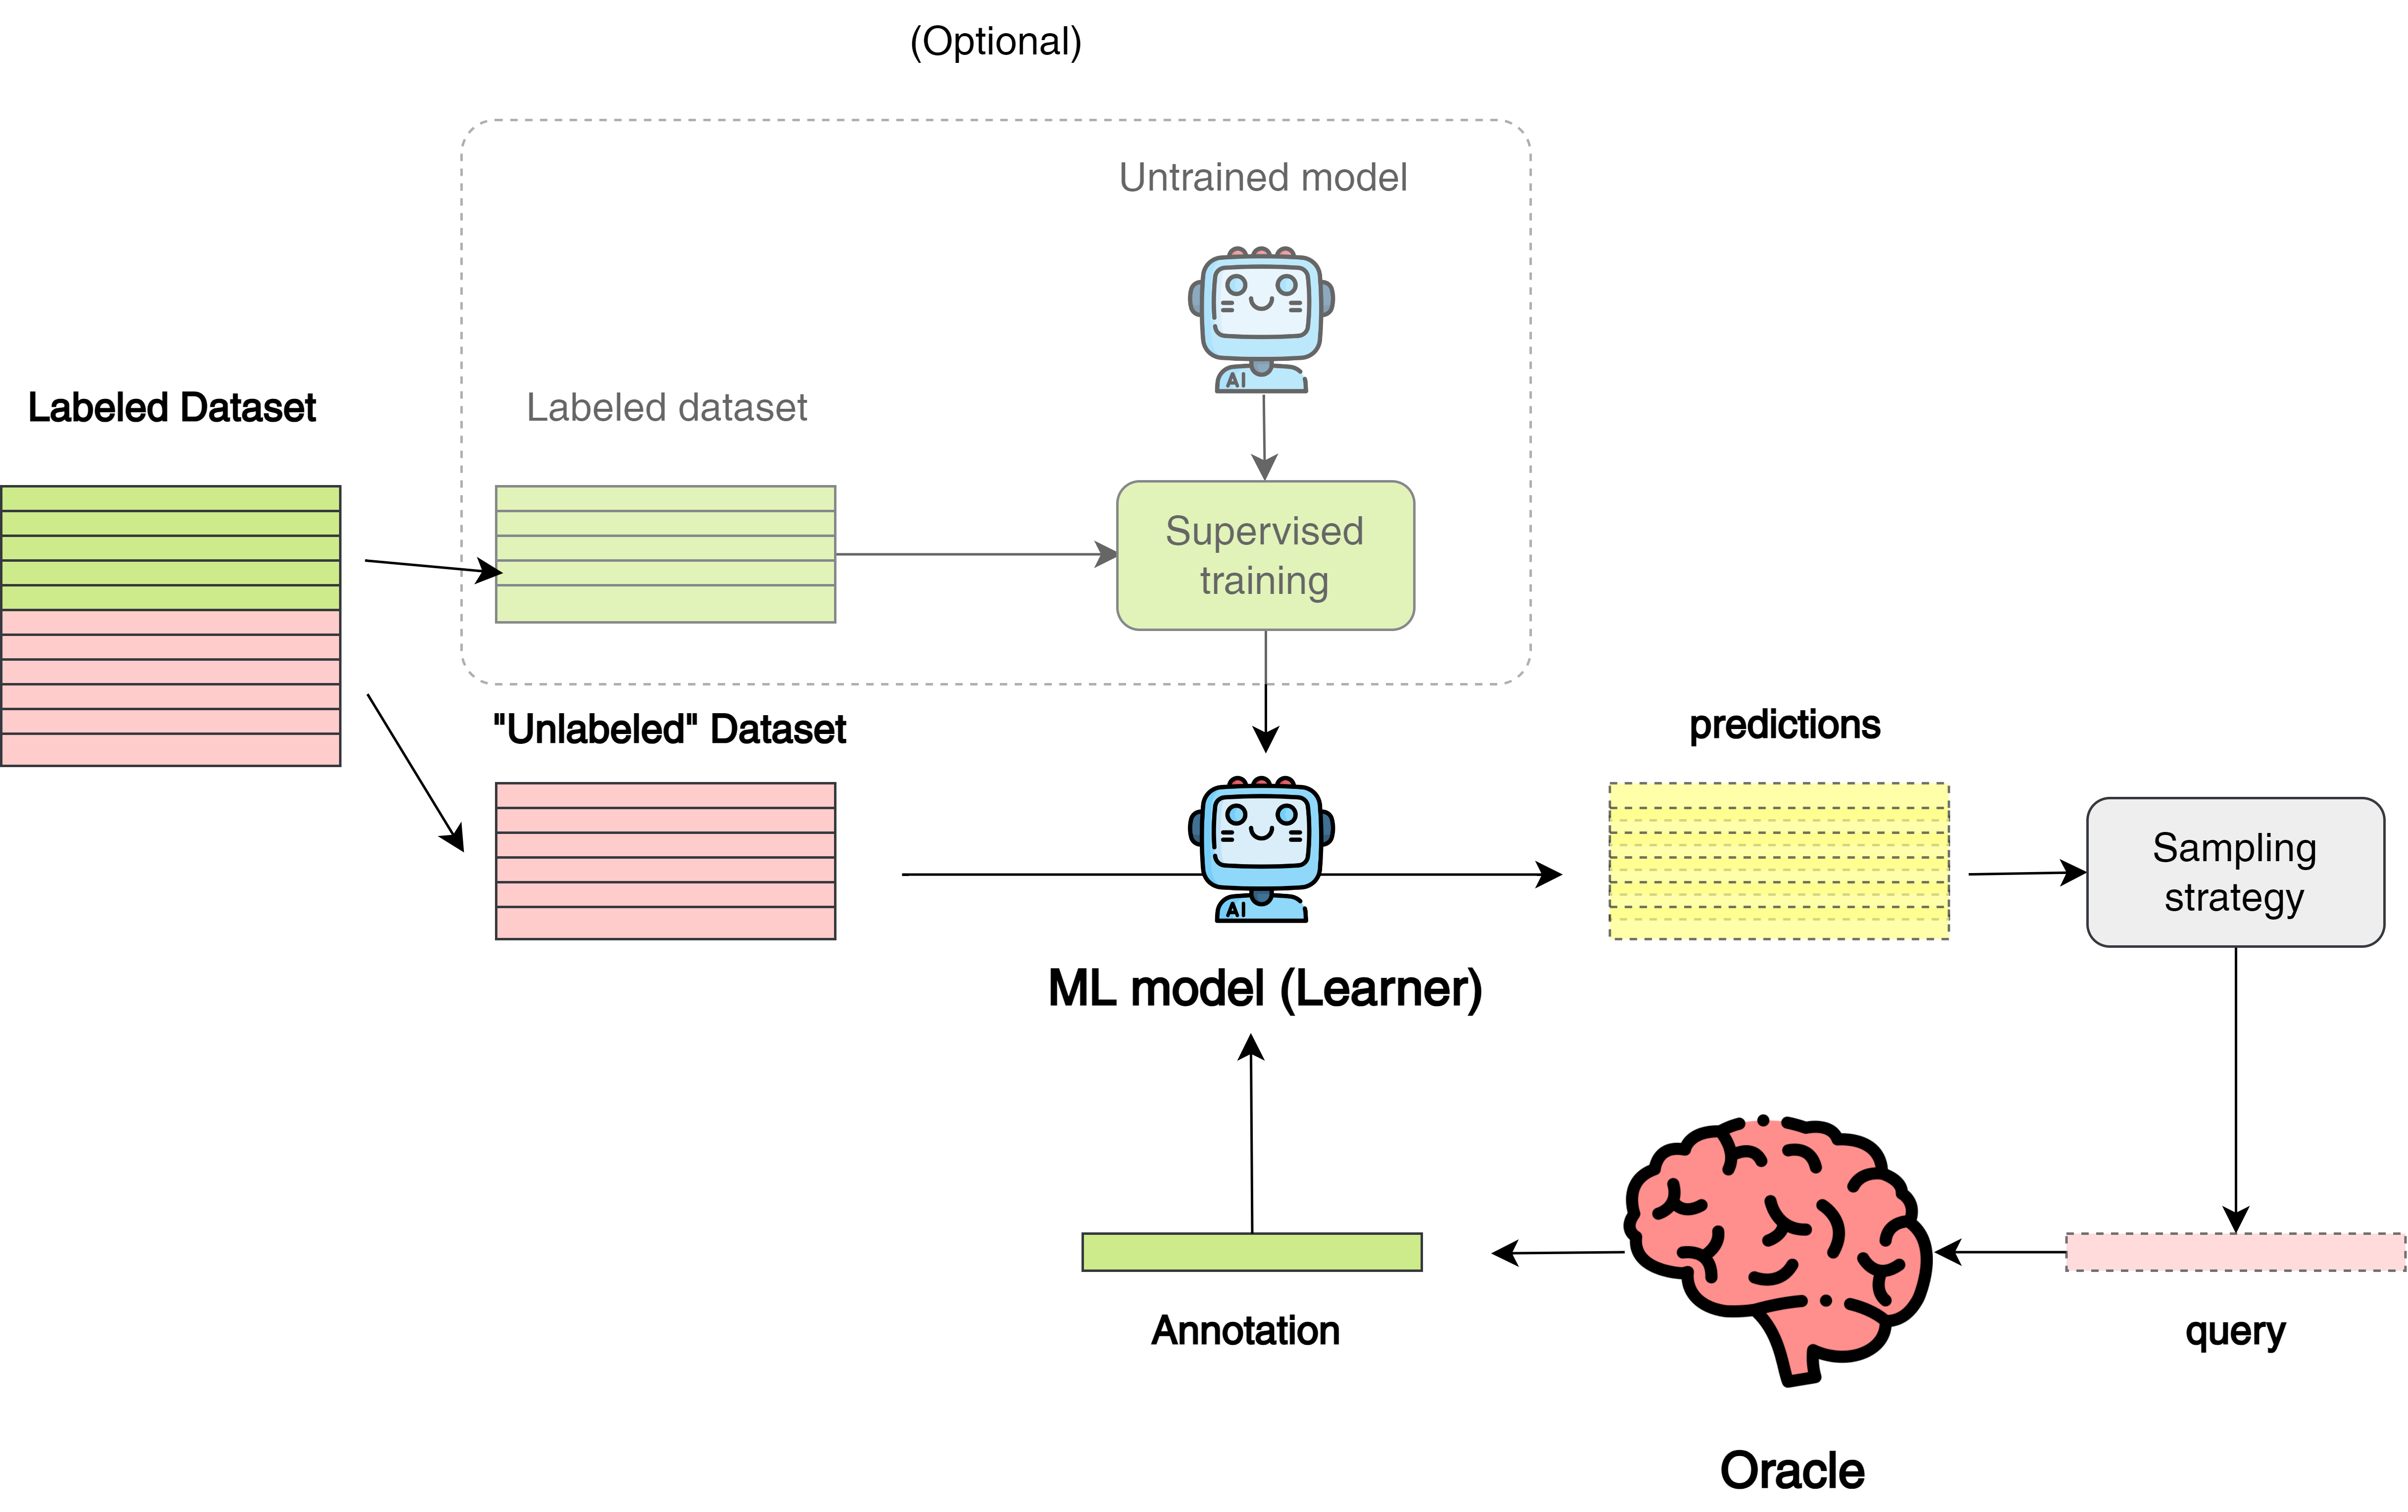 (Optional)
Untrained model
AI
Labeled Dataset
Labeled dataset
Supervised
training
"Unlabeled" Dataset
predictions
AI
Sampling
strategy
ML model (Learner)
Annotation
query
Oracle